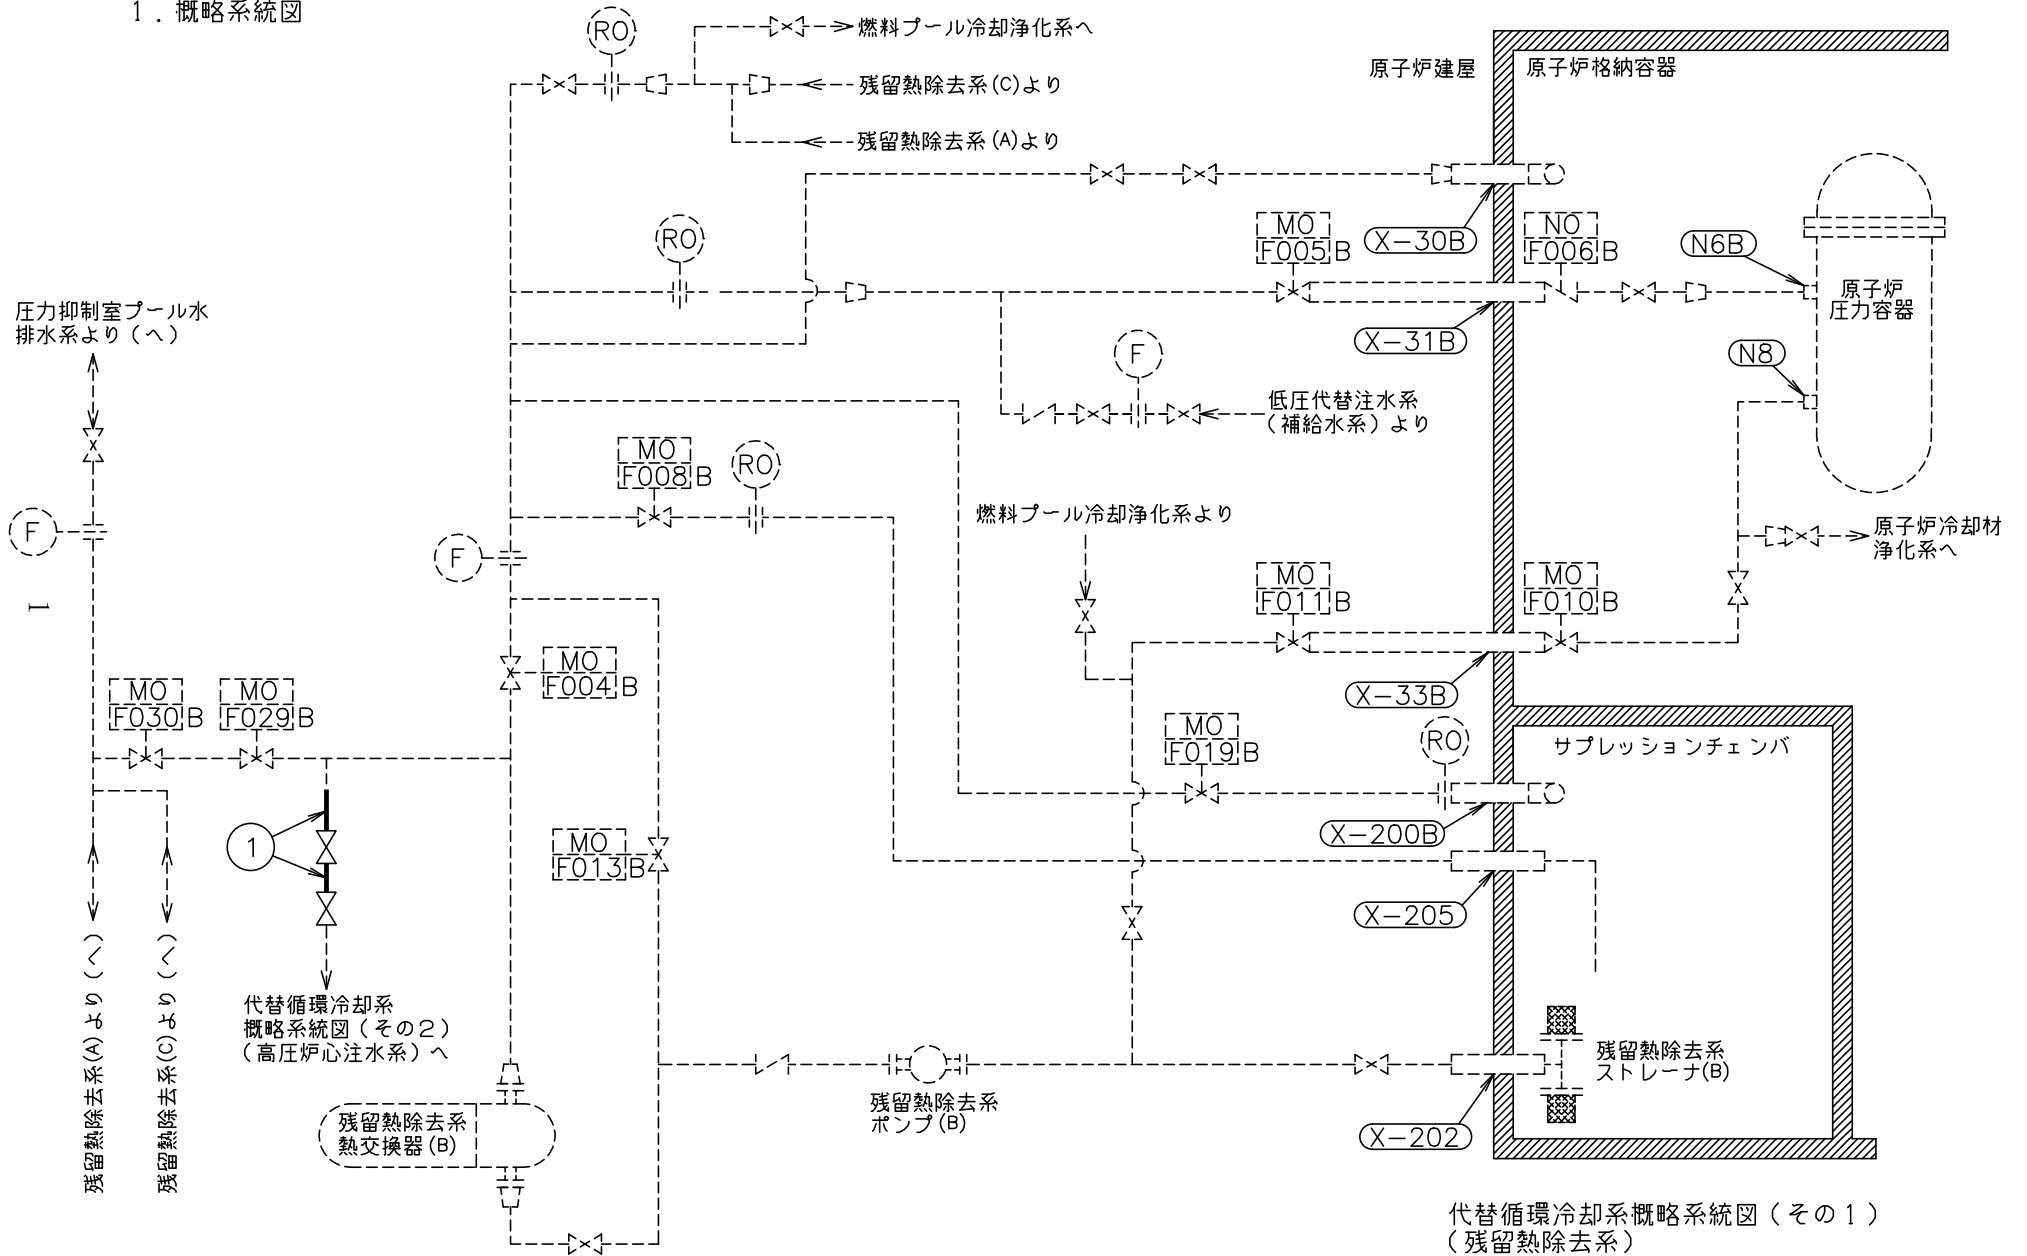 1．概略系統図
RO
燃料プール冷却浄化系へ
残留熱除去系(C)より
残留熱除去系(A)より
原子炉建屋
原子炉格納容器
X-30B
RO
MO
F005B
NO
F006B
N6B
X-31B
原子炉
圧力容器
圧力抑制室プール水
排水系より（へ）
F
N8
低圧代替注水系
（補給水系）より
MO
F008B
RO
燃料プール冷却浄化系より
F
F
原子炉冷却材
浄化系へ
MO
F011B
MO
F010B
1
MO
F004B
X-33B
MO
F030B
MO
F029B
MO
F019B
RO
サプレッションチェンバ
1
MO
F013B
X-200B
X-205
残留熱除去系(A)より（へ）
残留熱除去系(C)より（へ）
代替循環冷却系
概略系統図（その２）
（高圧炉心注水系）へ
残留熱除去系
熱交換器(B)
残留熱除去系
ポンプ(B)
残留熱除去系
ストレーナ(B)
X-202
代替循環冷却系概略系統図（その１）
（残留熱除去系）